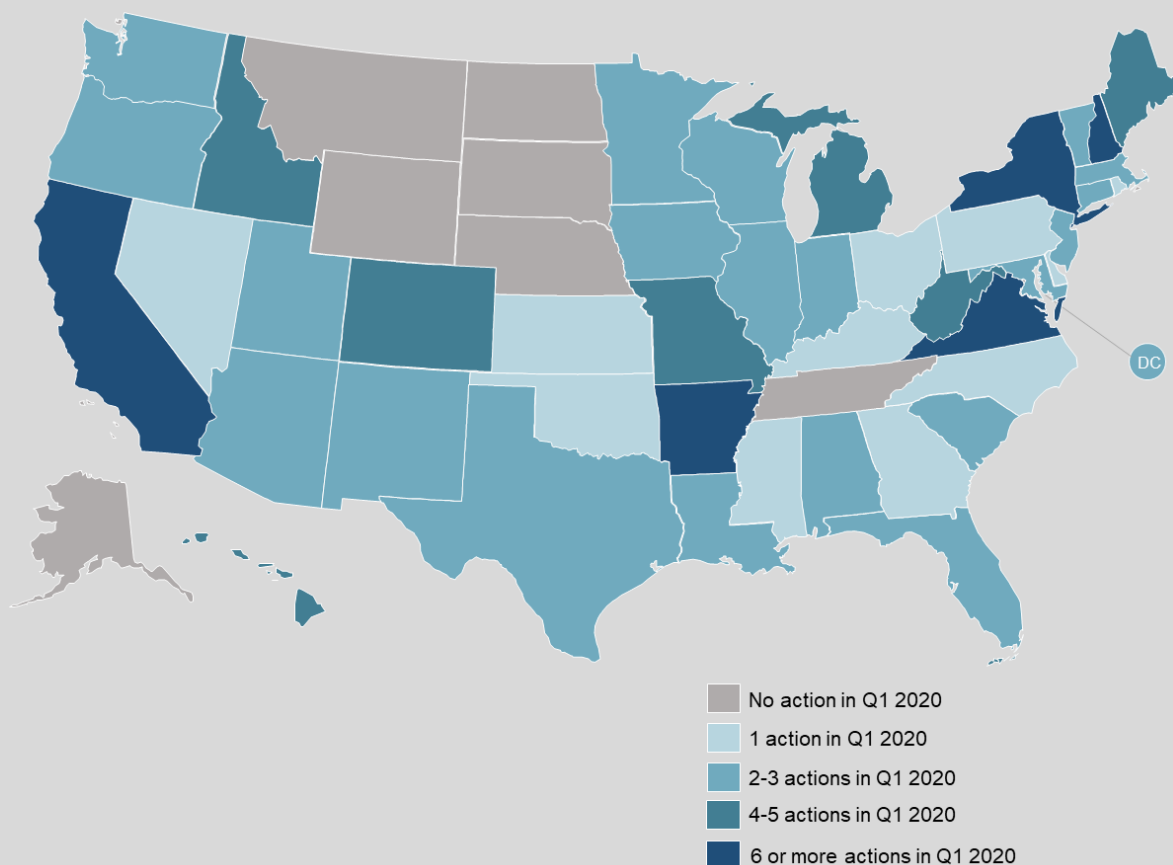 DC
No action in Q1 2020
1 action in Q1 2020
2-3 actions in Q1 2020
4-5 actions in Q1 2020
6 or more actions in Q1 2020